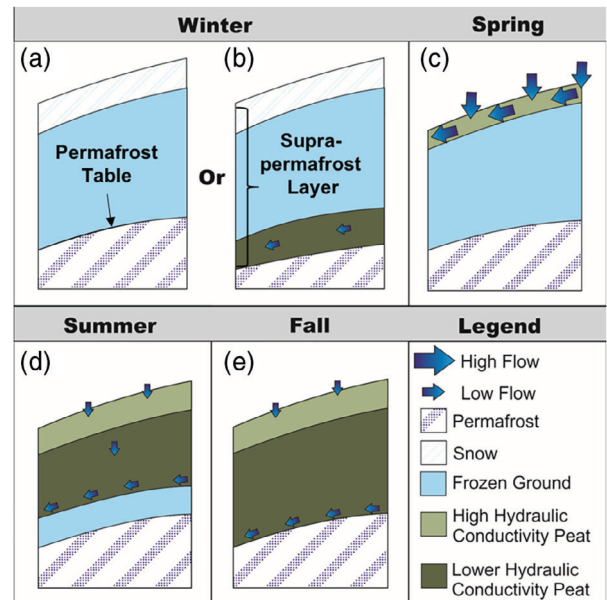 Winter
Spring
(a)
(b)
(c)
Permafrost
Table
Or
Supra-
permafrost
Layer
Summer
Fall
Legend
(d)
(e)
High Flow
Low Flow
Permafrost
Snow
Frozen Ground
High Hydraulic
Conductivity Peat
Lower Hydraulic
Conductivity Peat